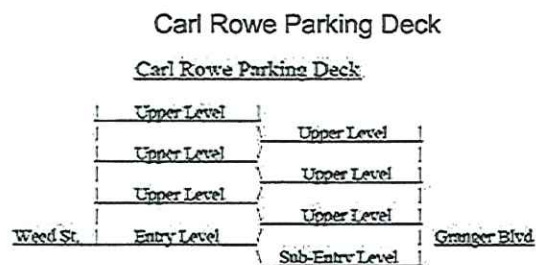 Carl Rowe Parking Deck
Carl Rowe Parking Deck
Upper Level
Upper Level
Upper Level
Upper Level
Upper Level
Upper Level
Weed St.
Entry Level
Granger Blvd
Sub-Entry Level